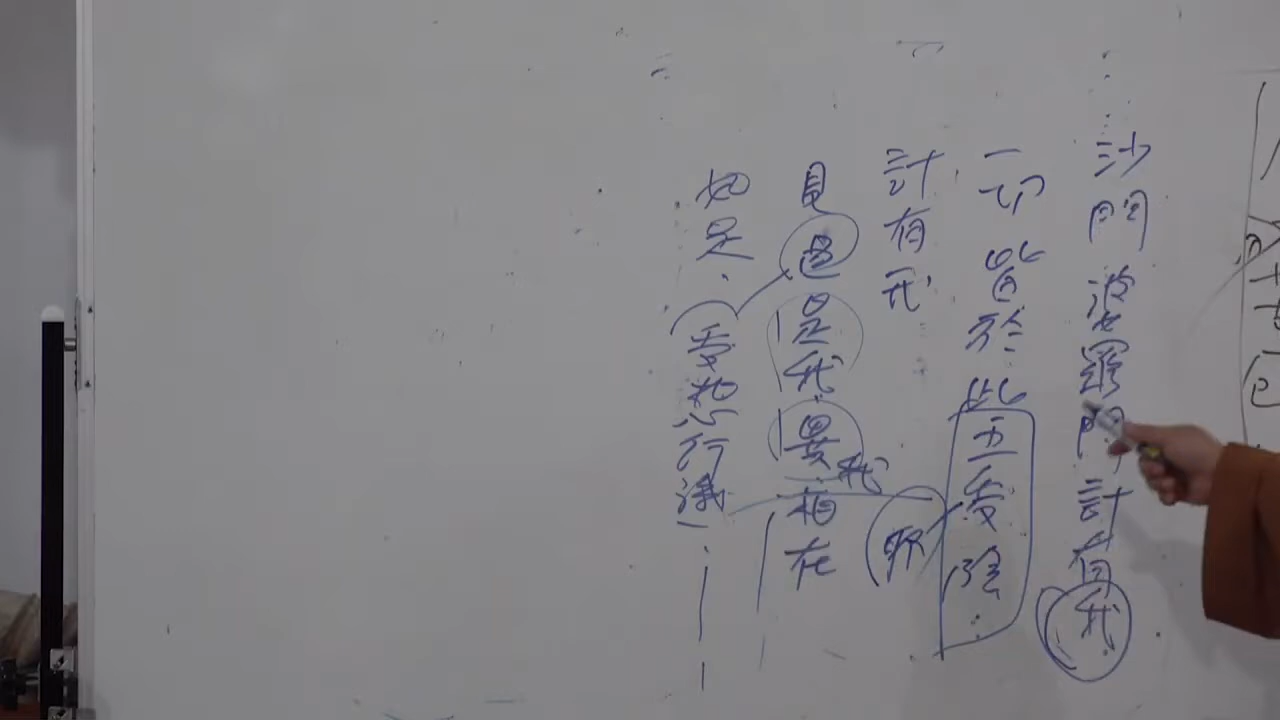 沙門婆羅門計有我
一切皆於此五受陰
計有我
取
見色是我異我相在
如是受想行識